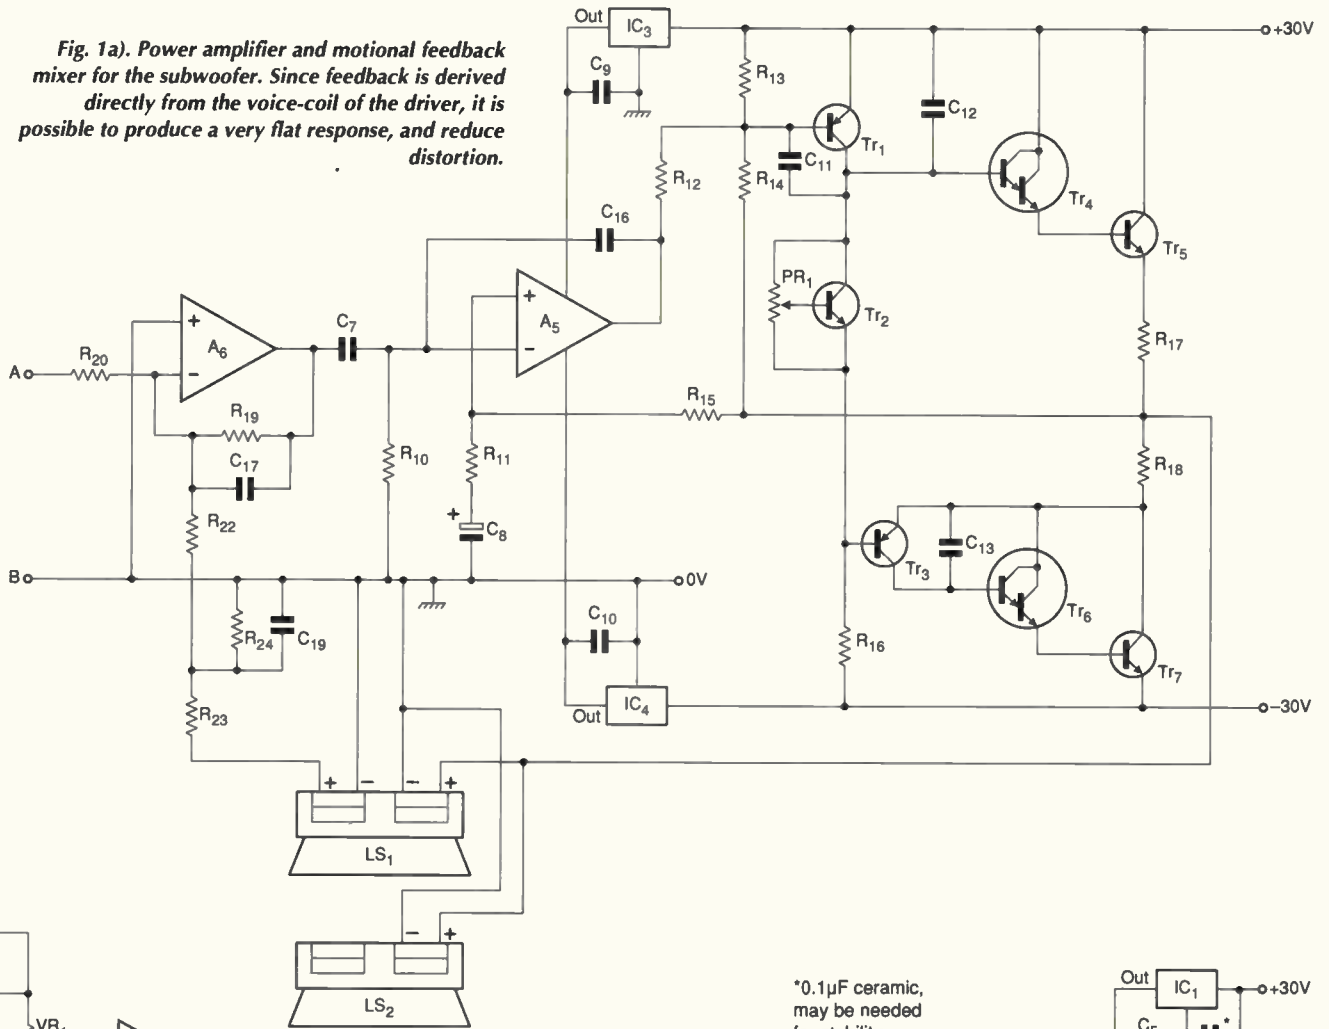 Fig. 1a). Power amplifier and motional feedback
mixer for the subwoofer. Since feedback is derived
directly from the voice-coil of the driver, it is
possible to produce a very flat response, and reduce
distortion.
Out
IC3
+30V
C9
R13
Tr1
C12
C11
R12
R14
Tr4
C16
Tr5
PR1
Tr2
+
A5
−
C7
+
A6
−
R20
A
R17
R15
R19
R10
R11
R18
C17
+
C8
R22
C13
Tr3
B
0V
Tr6
C10
R24
C19
R16
Tr7
R23
Out
IC4
−30V
+ − − +
LS1
− +
LS2
*0.1µF ceramic,
may be needed
Out
IC1
+30V
*